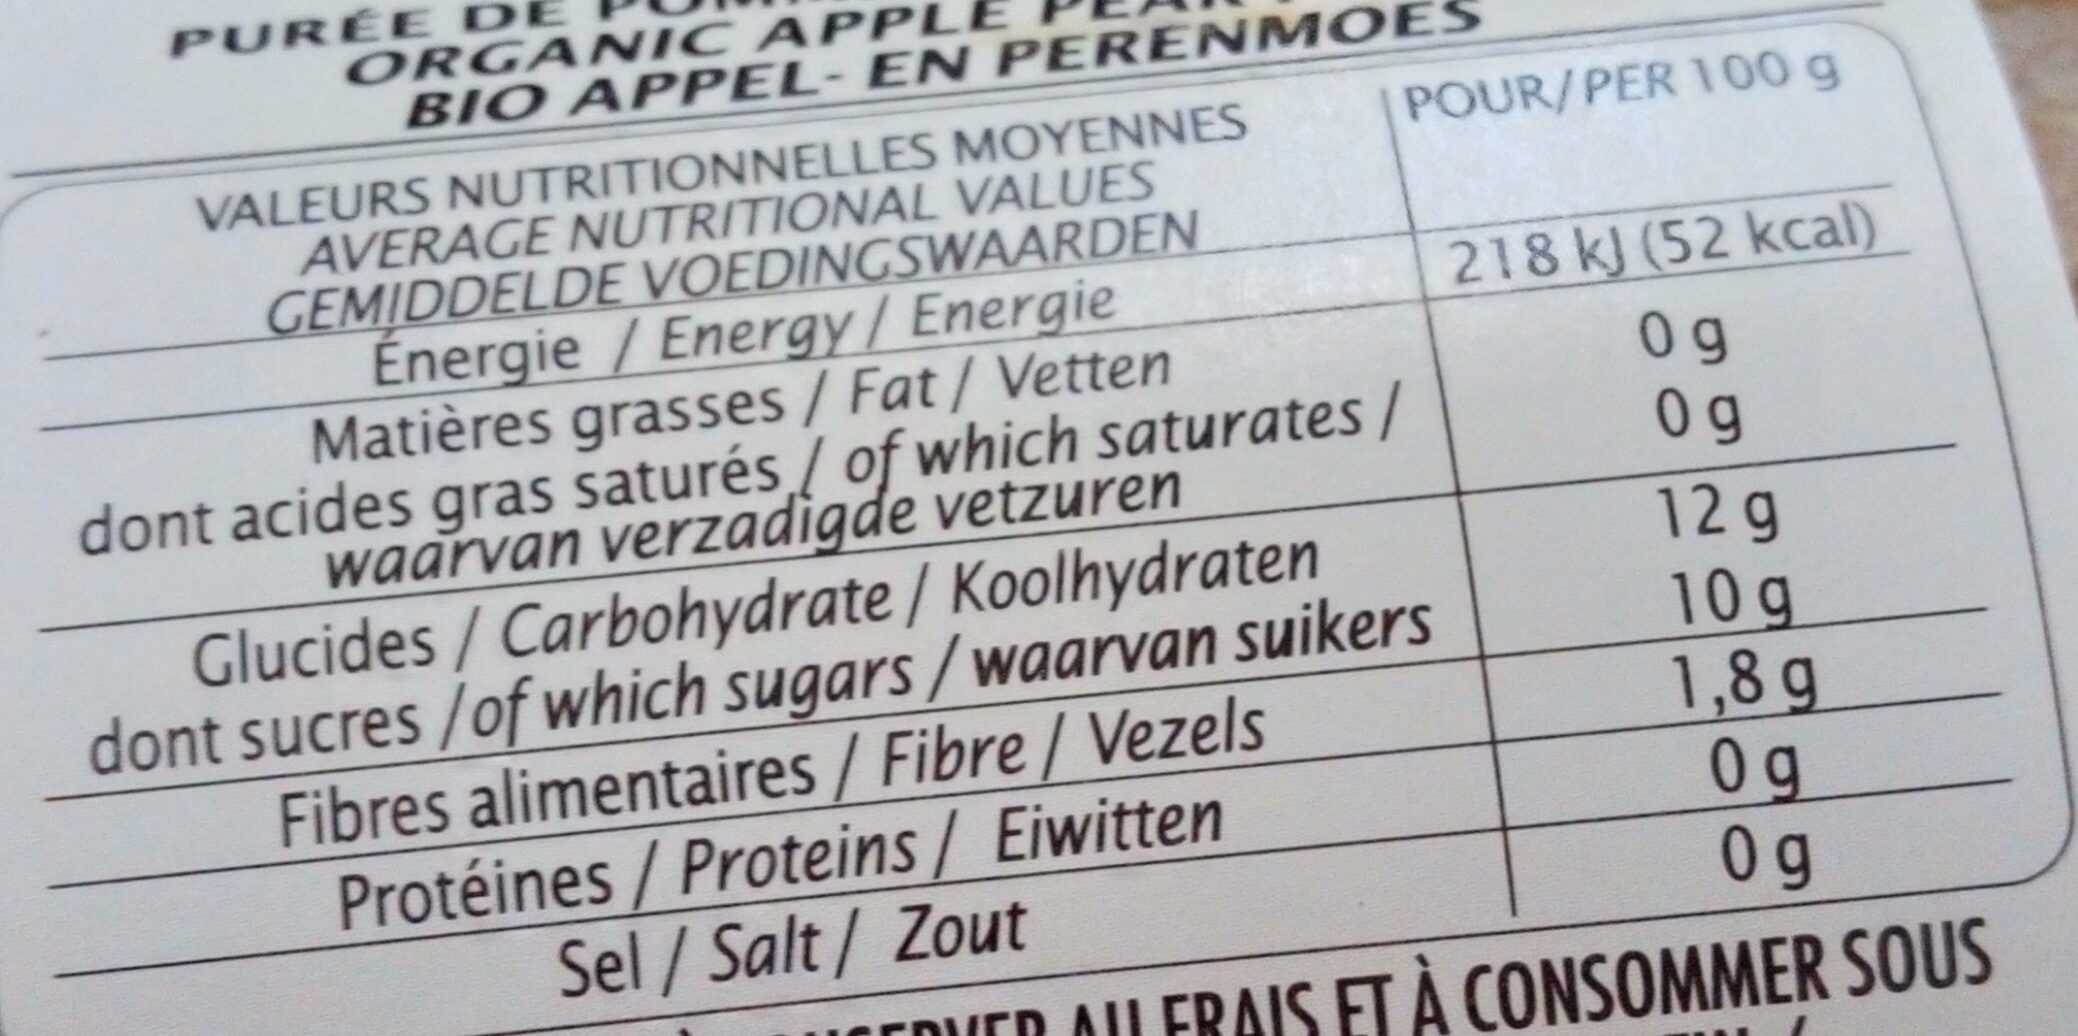 PURÉE DE
ORGANIC APPLE
BIO APPEL- EN PERENMOES
VALEURS NUTRITIONNELLES MOYENNES
AVERAGE NUTRITIONAL VALUES
GEMIDDELDE VOEDINGSWAARDEN
POUR/PER 100 g
Énergie / Energy / Energie 218 kJ (52 kcal)
Matières grasses / Fat / Vetten 0 g
dont acides gras saturés / of which saturates / 0 g
waarvan verzadigde vetzuren
Glucides / Carbohydrate / Koolhydraten 12 g
dont sucres / of which sugars / waarvan suikers 10 g
Fibres alimentaires / Fibre / Vezels 1,8 g
Protéines / Proteins / Eiwitten 0 g
Sel / Salt / Zout 0 g
AU FRAIS ET À CONSOMMER SOUS